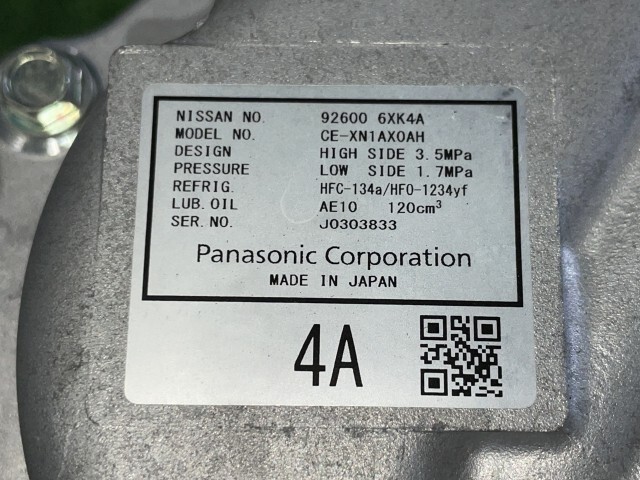 NISSAN NO. 92600 6XK4A
MODEL NO. CE-XN1AX0AH
DESIGN HIGH SIDE 3.5MPa
PRESSURE LOW SIDE 1.7MPa
REFRIG. HFC-134a/HFO-1234yf
LUB. OIL AE10 120cm³
SER. NO. J0303833
Panasonic Corporation
MADE IN JAPAN
4A